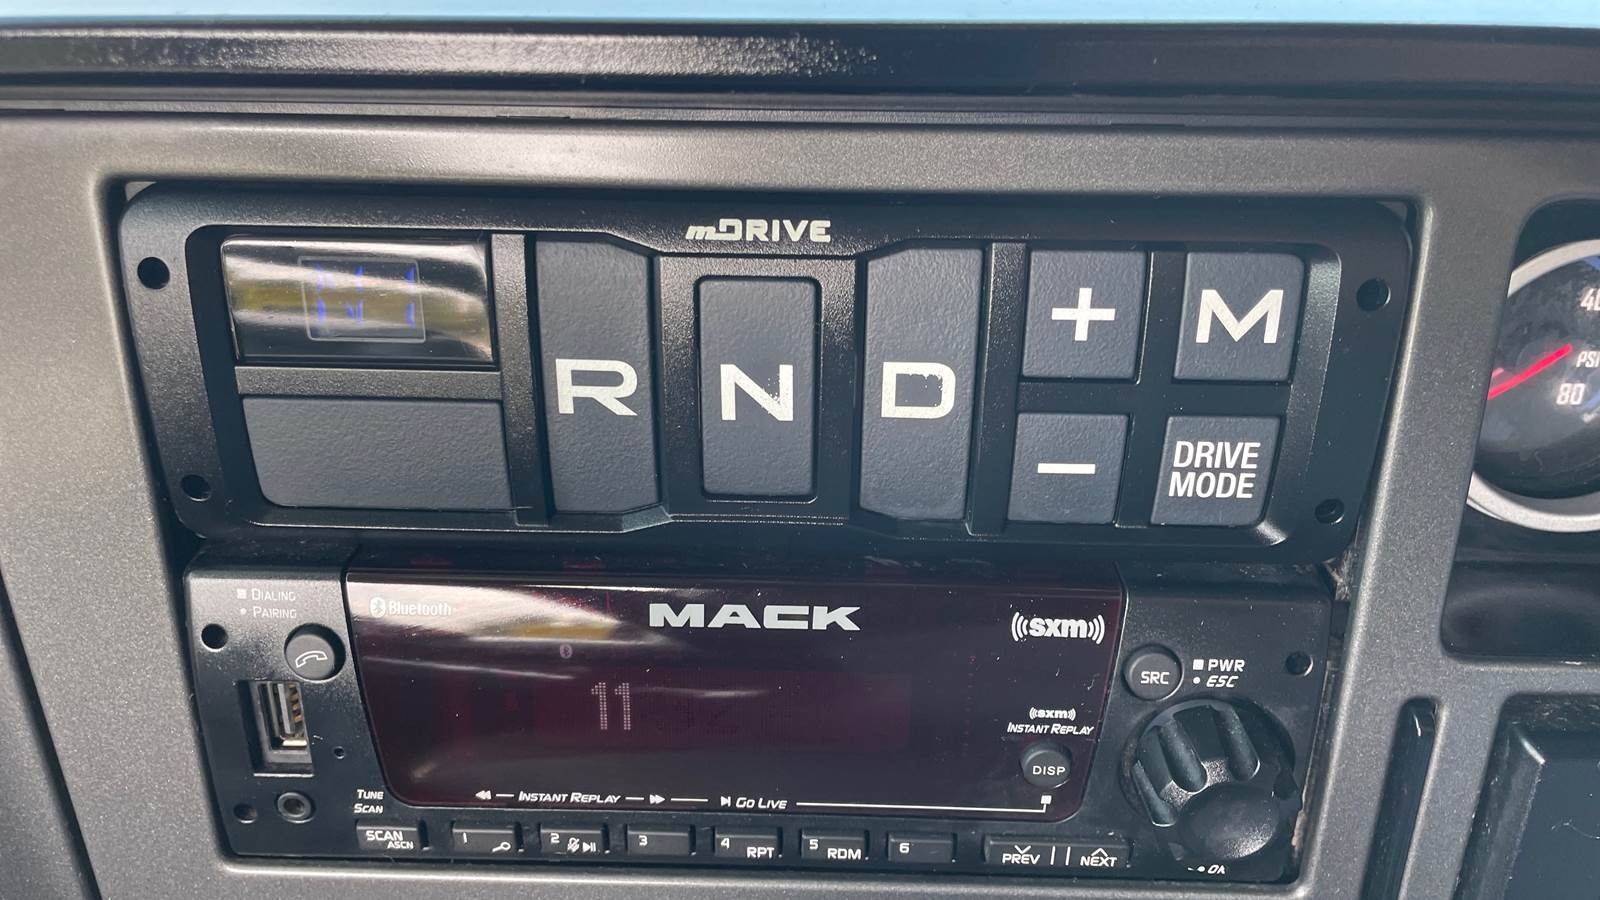 mDRIVE
R
N
D
+
M
−
DRIVE
MODE
40
PSI
80
DIALING
PAIRING
Bluetooth
MACK
((sxm))
11
SRC
PWR
ESC
((sxm))
INSTANT REPLAY
DISP
INSTANT REPLAY
GO LIVE
TUNE
SCAN
SCAN
ASCN
1
2
3
4 RPT
5 RDM
6
PREV
NEXT